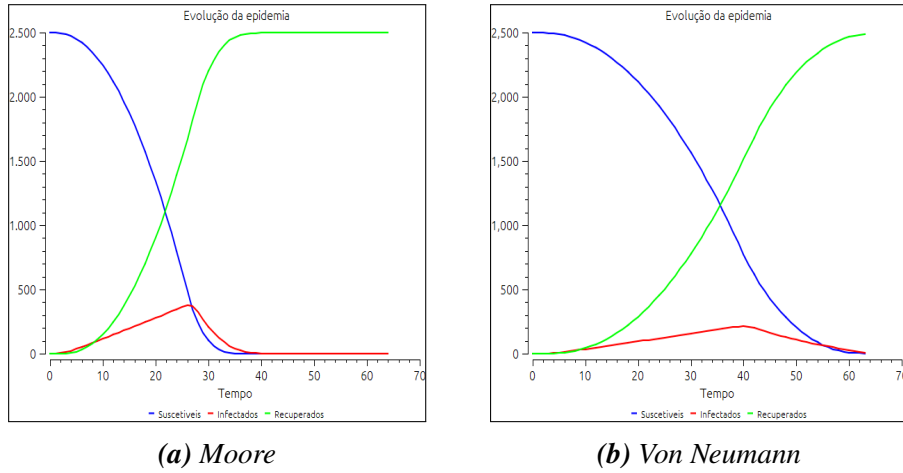 Evolução da epidemia
2.500
2.000
1.500
1.000
500
0
0 10 20 30 40 50 60 70
Tempo
Suscetiveis Infectados Recuperados
(a) Moore
Evolução da epidemia
2,500
2,000
1,500
1,000
500
0
0 10 20 30 40 50 60 70
Tempo
Suscetiveis Infectados Recuperados
(b) Von Neumann